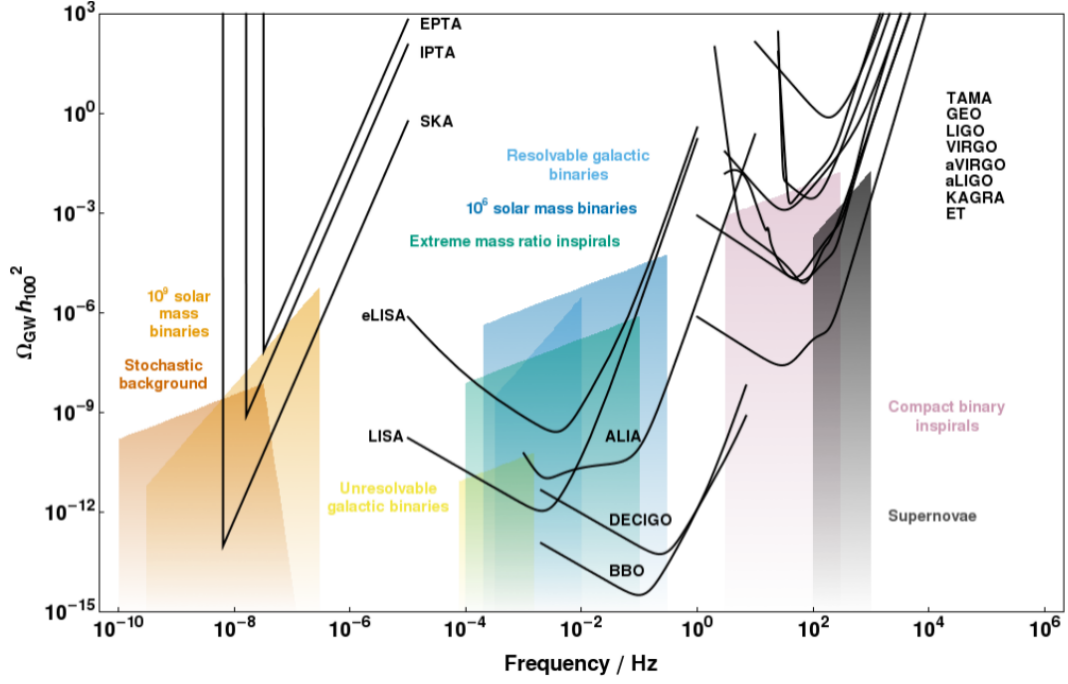 10³
10⁰
10⁻³
10⁻⁶
10⁻⁹
10⁻¹²
10⁻¹⁵
Ω_GW h₁₀₀²
EPTA
IPTA
SKA
TAMA
GEO
LIGO
VIRGO
aVIRGO
aLIGO
KAGRA
ET
Resolvable galactic
binaries
10⁶ solar mass binaries
Extreme mass ratio inspirals
10⁹ solar
mass
binaries
Stochastic
background
eLISA
LISA
ALIA
Unresolvable
galactic binaries
DECIGO
BBO
Compact binary
inspirals
Supernovae
10⁻¹⁰
10⁻⁸
10⁻⁶
10⁻⁴
10⁻²
10⁰
10²
10⁴
10⁶
Frequency / Hz